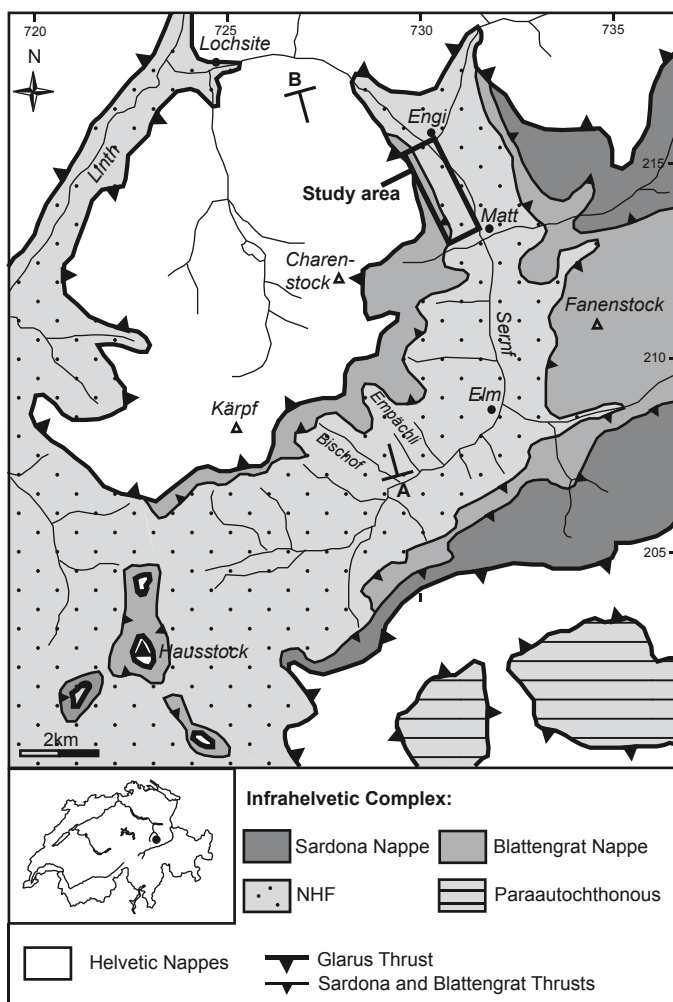 720
725
730
735
Lochsite
N
B
Engi
215
Linth
Study area
Matt
Charen-
stock
Fanenstock
Sernf
210
Elm
Kärpf
Empächli
Bischof
A
205
Hausstock
2km
Infrahelvetic Complex:
Sardona Nappe
Blattengrat Nappe
NHF
Paraautochthonous
Helvetic Nappes
Glarus Thrust
Sardona and Blattengrat Thrusts